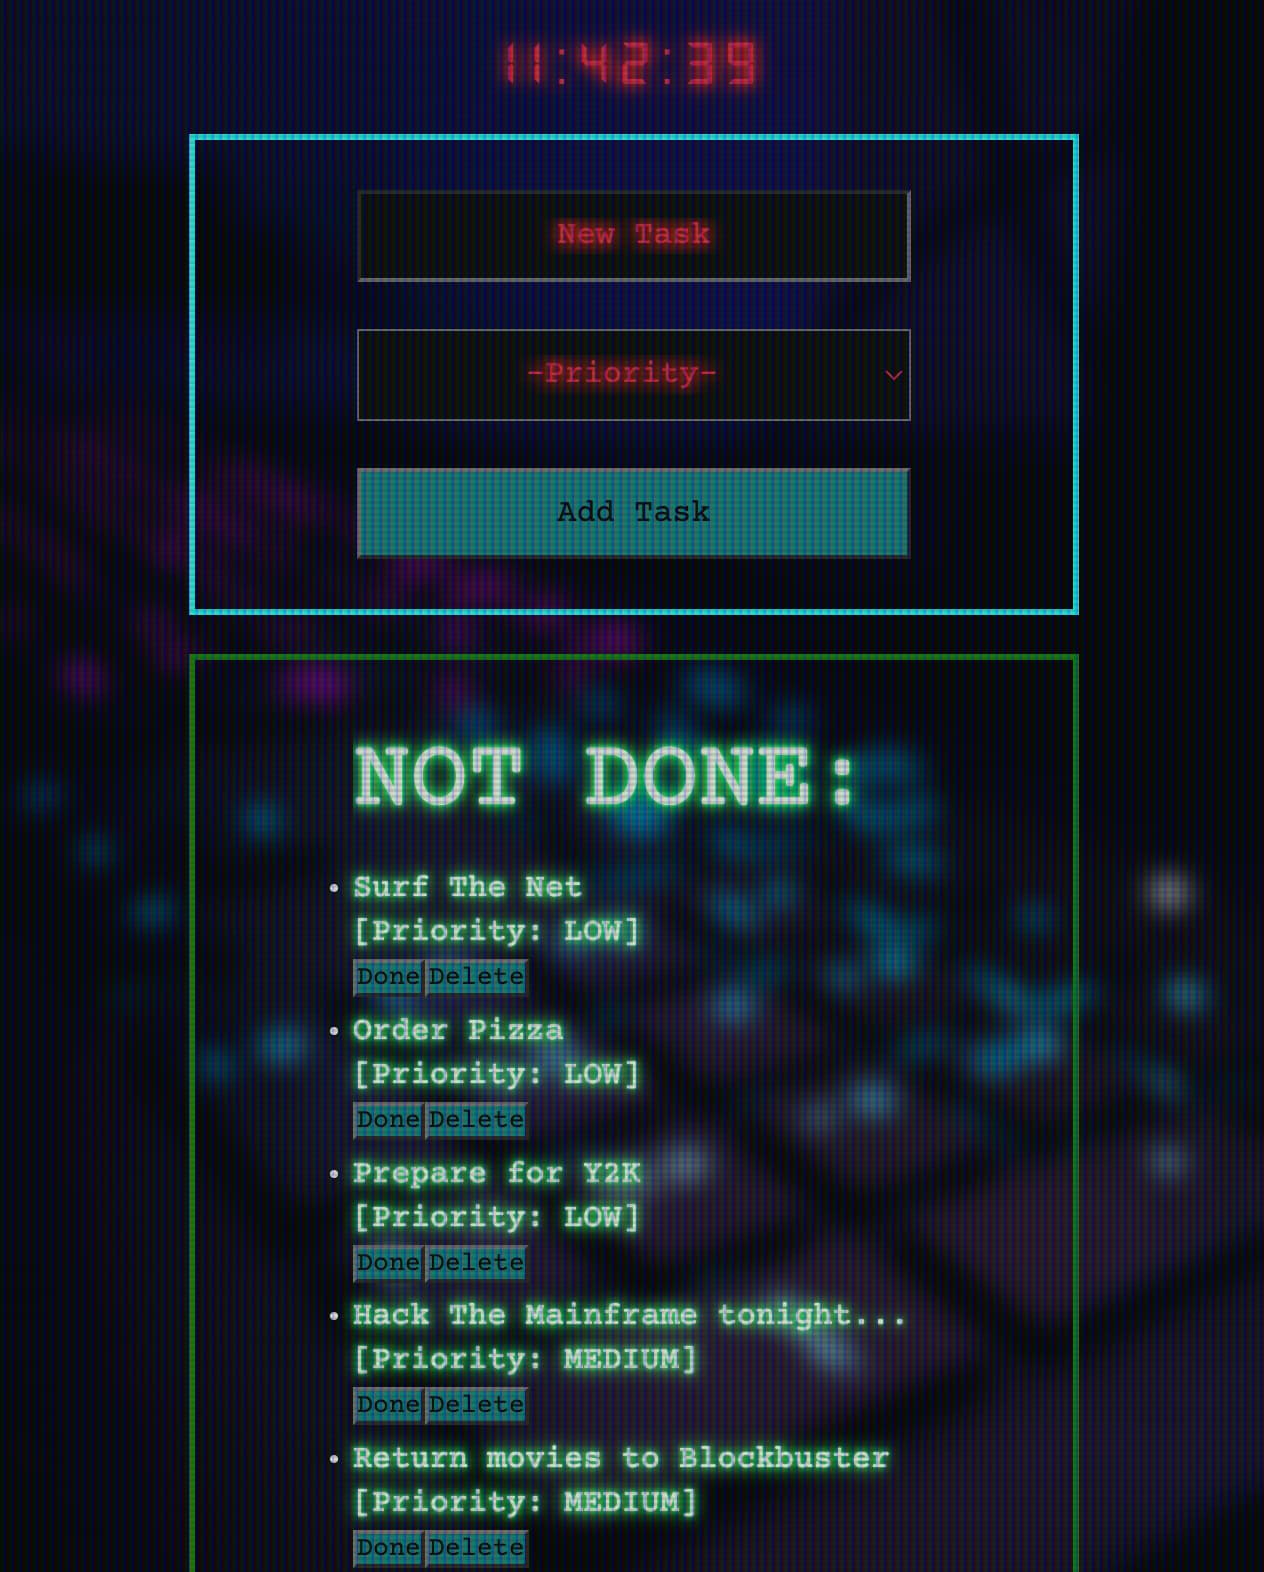 11:42:39
New Task
-Priority-
Add Task
NOT DONE:
Surf The Net
[Priority: LOW]
Done Delete
Order Pizza
[Priority: LOW]
Done Delete
Prepare for Y2K
[Priority: LOW]
Done Delete
Hack The Mainframe tonight...
[Priority: MEDIUM]
Done Delete
Return movies to Blockbuster
[Priority: MEDIUM]
Done Delete